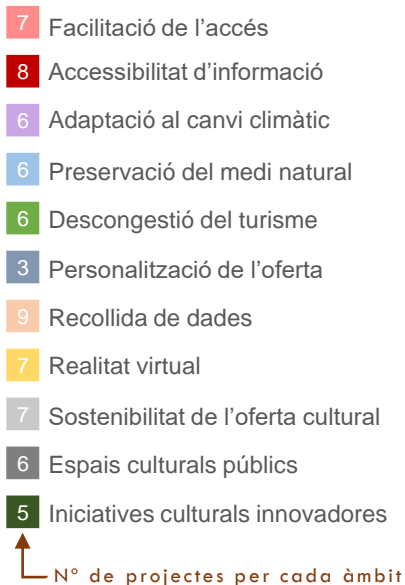 7 Facilitació de l’accés
8 Accessibilitat d’informació
6 Adaptació al canvi climàtic
6 Preservació del medi natural
6 Descongestió del turisme
3 Personalització de l’oferta
9 Recollida de dades
7 Realitat virtual
7 Sostenibilitat de l’oferta cultural
6 Espais culturals públics
5 Iniciatives culturals innovadores
Nº de projectes per cada àmbit